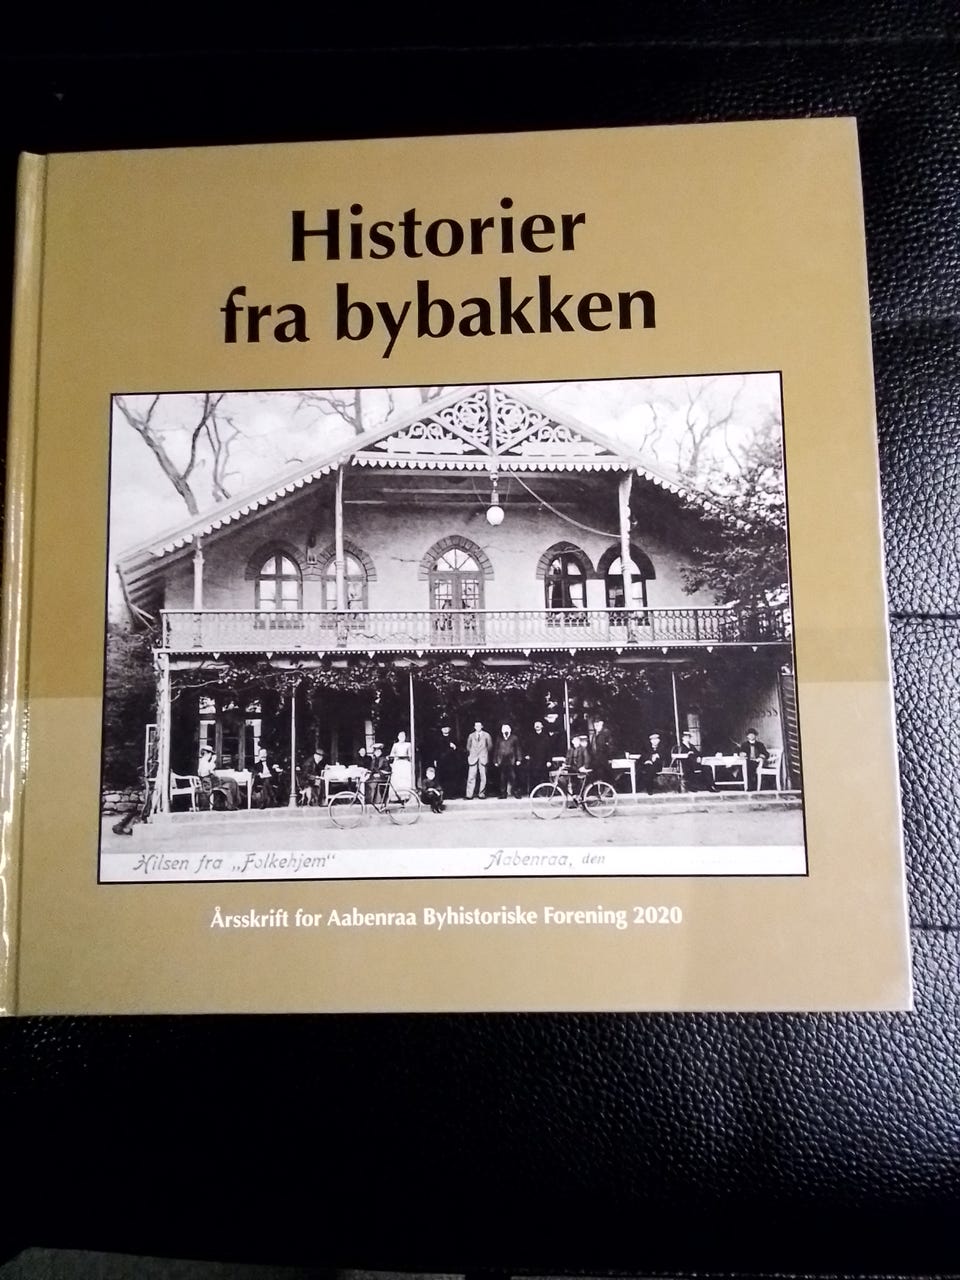 Historier
fra bybakken
Hilsen fra „Folkehjem“ Aabenraa, den
Årsskrift for Aabenraa Byhistoriske Forening 2020